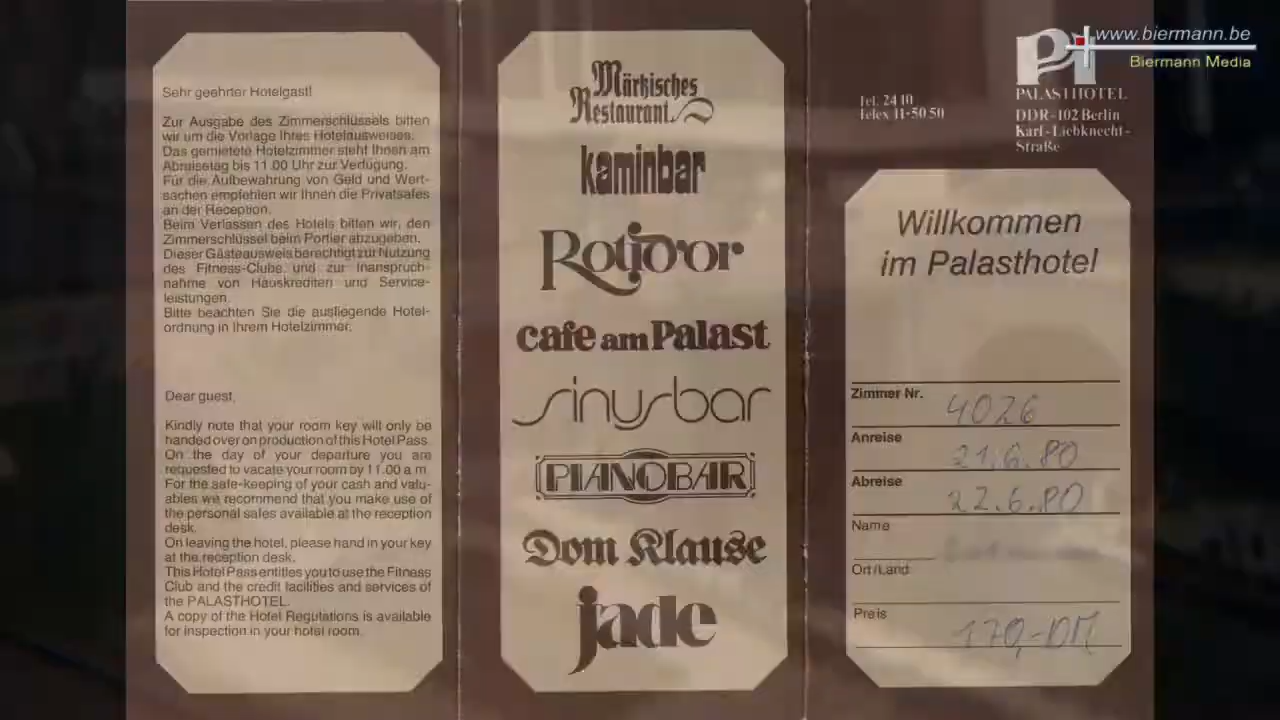 Sehr geehrter Hotelgast!
Zur Ausgabe des Zimmerschlüssels bitten
wir um die Vorlage Ihres Hotelausweises.
Das gemietete Hotelzimmer steht Ihnen am
Abreisetag bis 11.00 Uhr zur Verfügung.
Für die Aufbewahrung von Geld und Wert-
sachen empfehlen wir Ihnen die Privatsafes
an der Reception.
Beim Verlassen des Hotels bitten wir, den
Zimmerschlüssel beim Portier abzugeben.
Dieser Gästeausweis berechtigt zur Nutzung
des Fitness-Clubs und zur Inanspruch-
nahme von Hauskrediten und Service-
leistungen.
Bitte beachten Sie die ausliegende Hotel-
ordnung in Ihrem Hotelzimmer.
Dear guest,
Kindly note that your room key will only be
handed over on production of this Hotel Pass.
On the day of your departure you are
requested to vacate your room by 11.00 a.m.
For the safe-keeping of your cash and valu-
ables we recommend that you make use of
the personal safes available at the reception
desk.
On leaving the hotel, please hand in your key
at the reception desk.
This Hotel Pass entitles you to use the Fitness
Club and the credit facilities and services of
the PALASTHOTEL.
A copy of the Hotel Regulations is available
for inspection in your hotel room.
Märkisches
Restaurant
kaminbar
Roti d'or
cafe am Palast
sinusbar
PIANOBAR
Dom Klause
jade
www.biermann.be
Biermann Media
PALASTHOTEL
DDR-102 Berlin
Karl-Liebknecht-
Straße
Tel. 24 10
Telex 11-50 50
Willkommen
im Palasthotel
Zimmer Nr. 4026
Anreise 21.6.80
Abreise 22.6.80
Name
Ort/Land
Preis 170,-DM